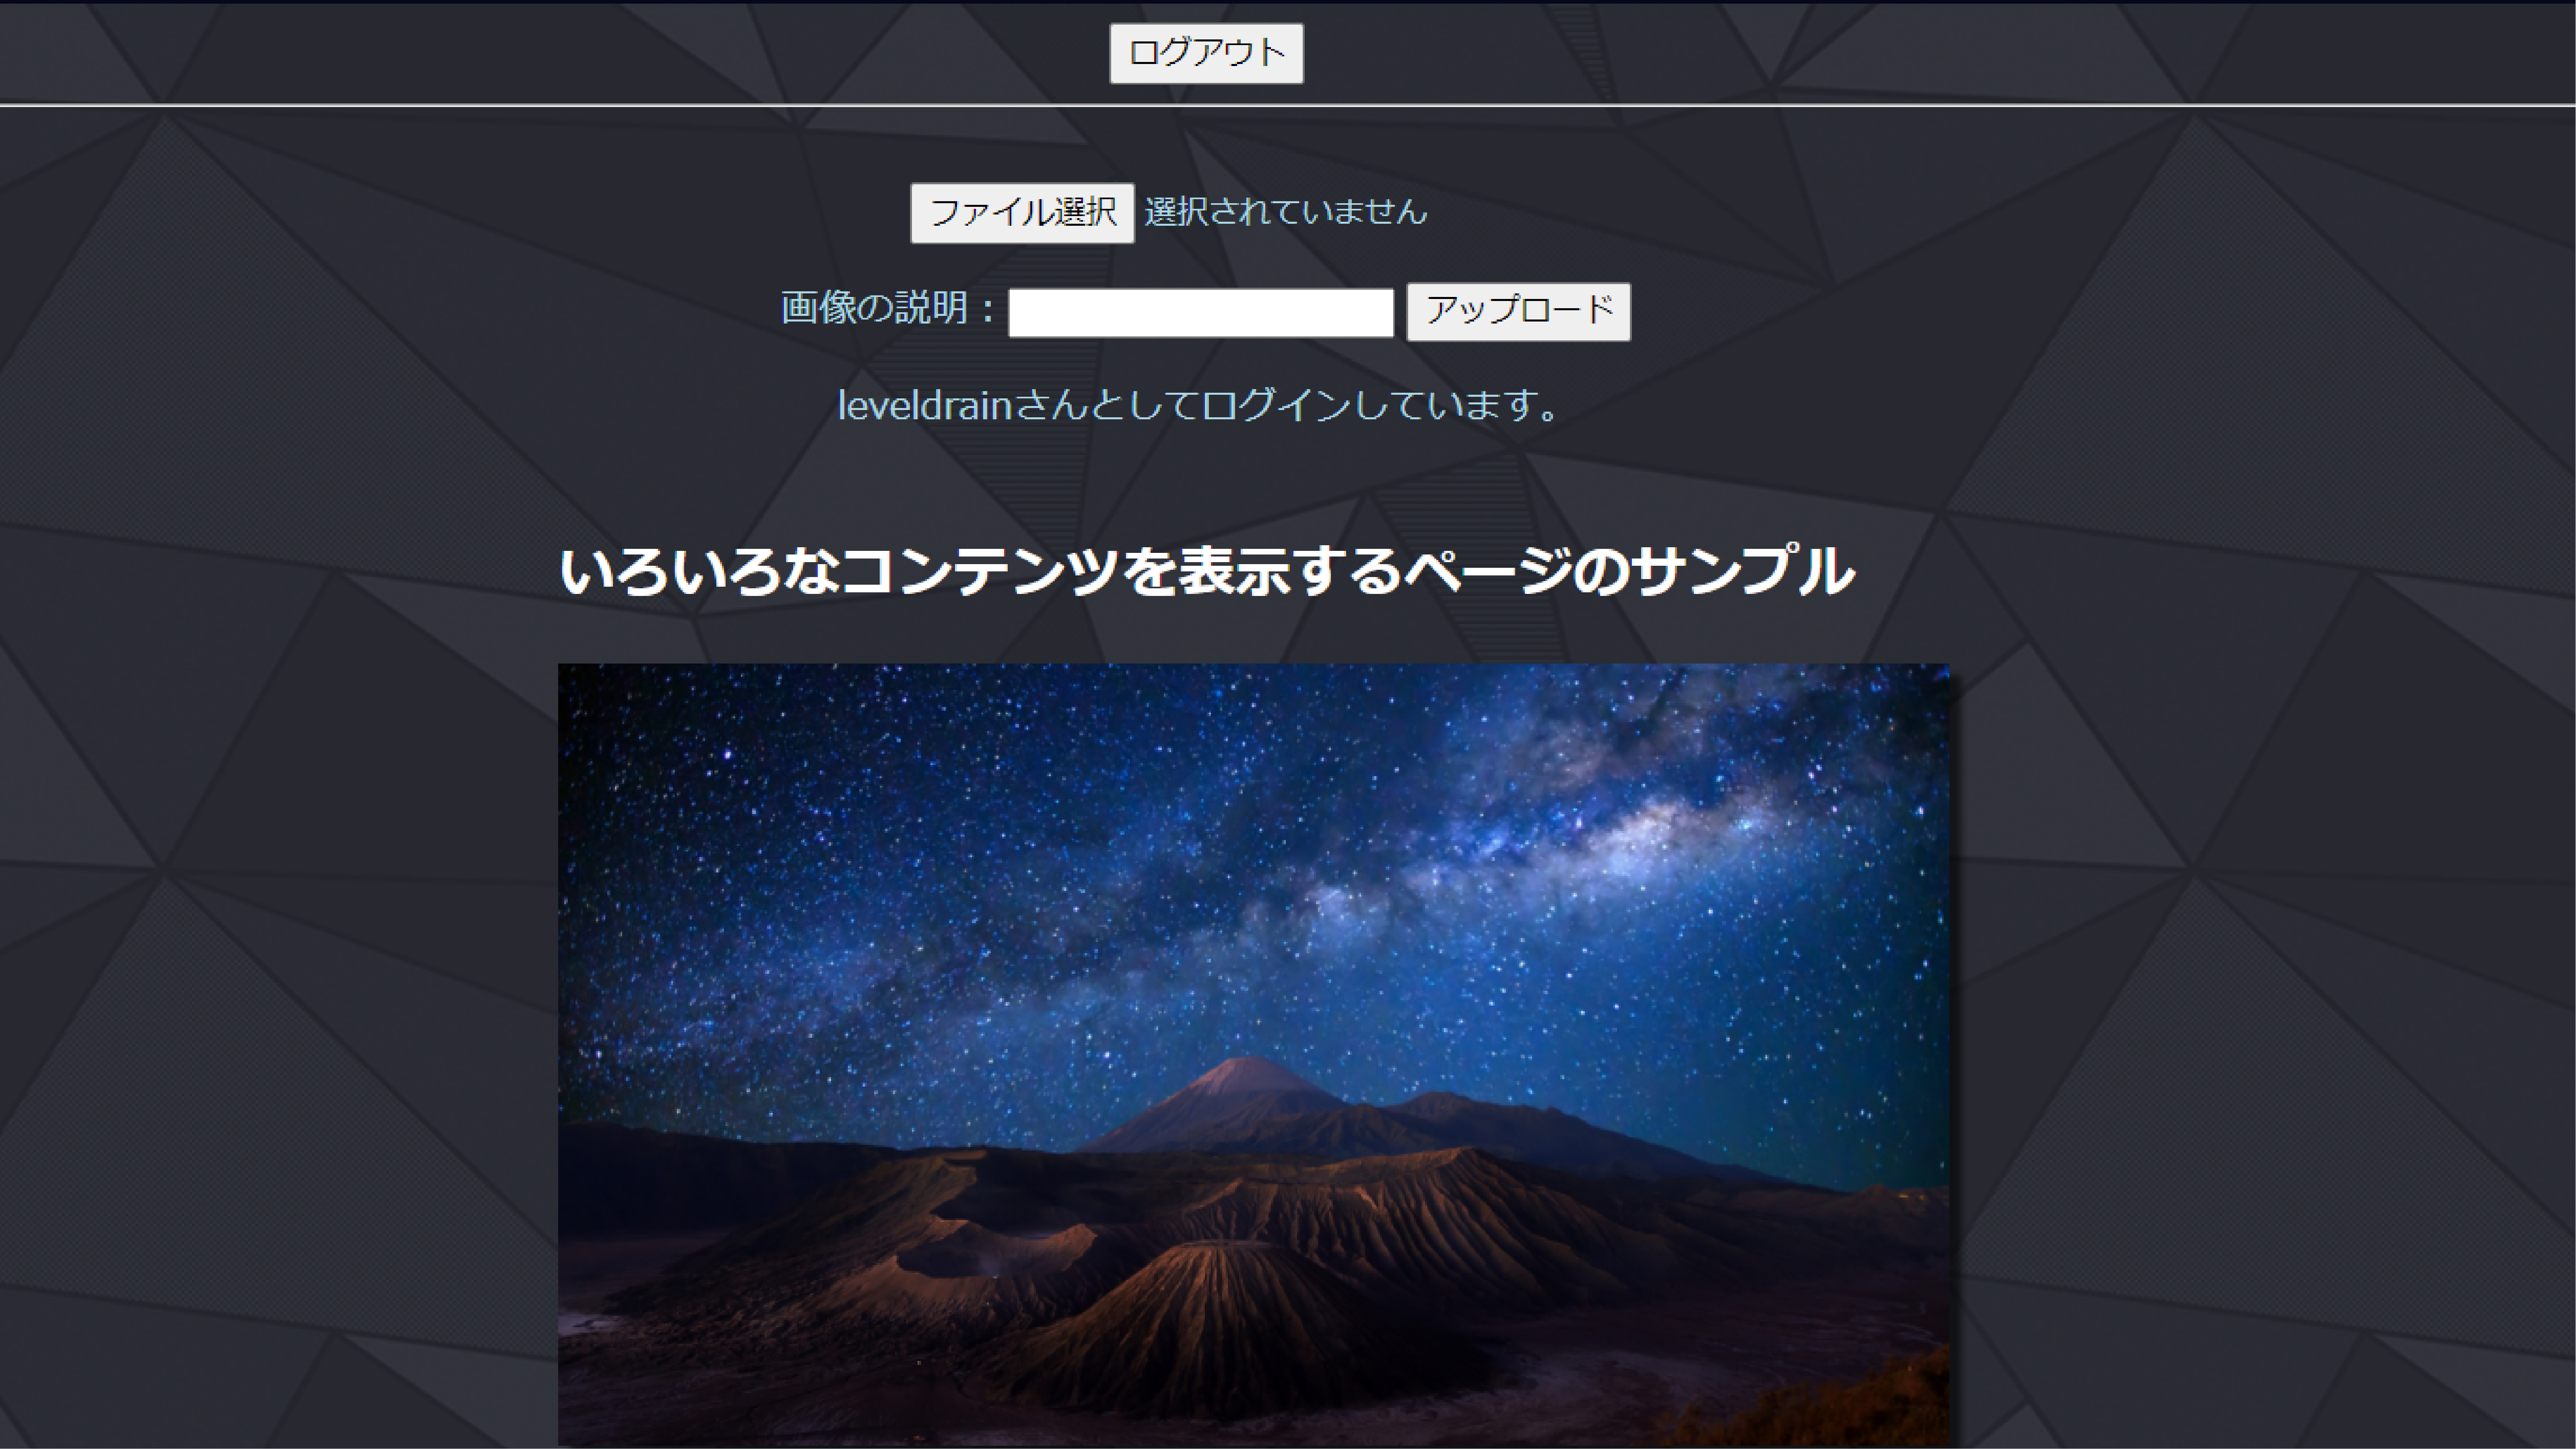 ログアウト
ファイル選択 選択されていません
画像の説明： アップロード
leveldrainさんとしてログインしています。
いろいろなコンテンツを表示するページのサンプル